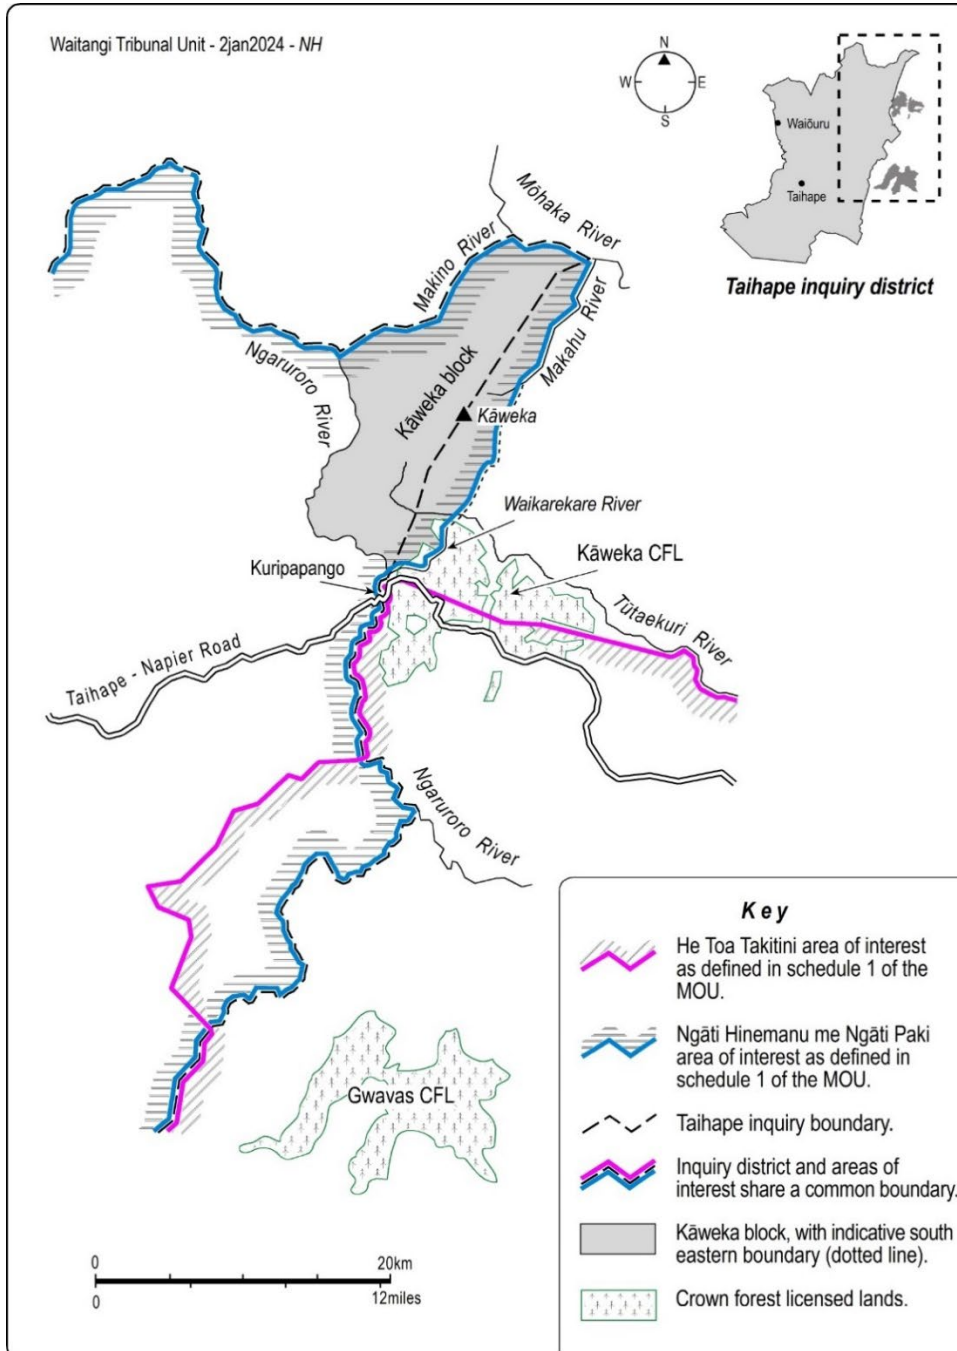 Waitangi Tribunal Unit - 2jan2024 - NH
N
W
E
S
Waiōuru
Taihape
Taihape inquiry district
Mōhaka River
Makino River
Ngaruroro River
Kāweka block
Makahu River
Kāweka
Waikarekare River
Kāweka CFL
Kuripapango
Tūtaekuri River
Taihape - Napier Road
Ngaruroro River
Gwavas CFL
0
20km
0
12miles
Key
He Toa Takitini area of interest
as defined in schedule 1 of the
MOU.
Ngāti Hinemanu me Ngāti Paki
area of interest as defined in
schedule 1 of the MOU.
Taihape inquiry boundary.
Inquiry district and areas of
interest share a common boundary.
Kāweka block, with indicative south
eastern boundary (dotted line).
Crown forest licensed lands.